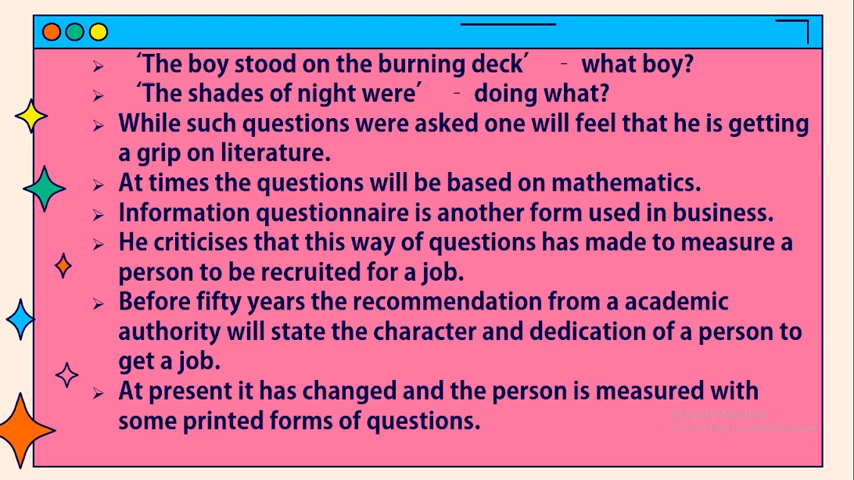 ‘The boy stood on the burning deck’ - what boy?
‘The shades of night were’ - doing what?
While such questions were asked one will feel that he is getting
a grip on literature.
At times the questions will be based on mathematics.
Information questionnaire is another form used in business.
He criticises that this way of questions has made to measure a
person to be recruited for a job.
Before fifty years the recommendation from a academic
authority will state the character and dedication of a person to
get a job.
At present it has changed and the person is measured with
some printed forms of questions.
Activate Windows